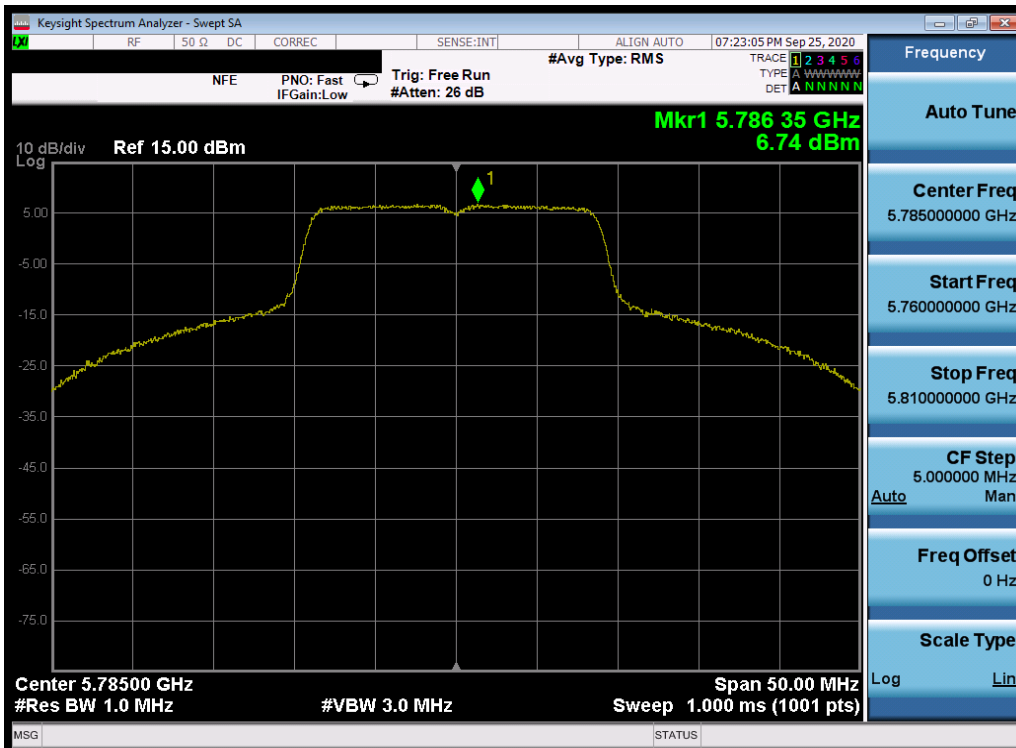 Keysight Spectrum Analyzer - Swept SA
LXI RF 50 Ω DC CORREC SENSE:INT ALIGN AUTO 07:23:05 PM Sep 25, 2020
NFE PNO: Fast IFGain:Low Trig: Free Run #Atten: 26 dB #Avg Type: RMS
TRACE 1 2 3 4 5 6
TYPE A WWWWW
DET A N N N N N
Mkr1 5.786 35 GHz
6.74 dBm
10 dB/div Ref 15.00 dBm
Log
1
5.00
-5.00
-15.0
-25.0
-35.0
-45.0
-55.0
-65.0
-75.0
Center 5.78500 GHz Span 50.00 MHz
#Res BW 1.0 MHz #VBW 3.0 MHz Sweep 1.000 ms (1001 pts)
MSG STATUS
Frequency
Auto Tune
Center Freq
5.785000000 GHz
Start Freq
5.760000000 GHz
Stop Freq
5.810000000 GHz
CF Step
5.000000 MHz
Auto Man
Freq Offset
0 Hz
Scale Type
Log Lin